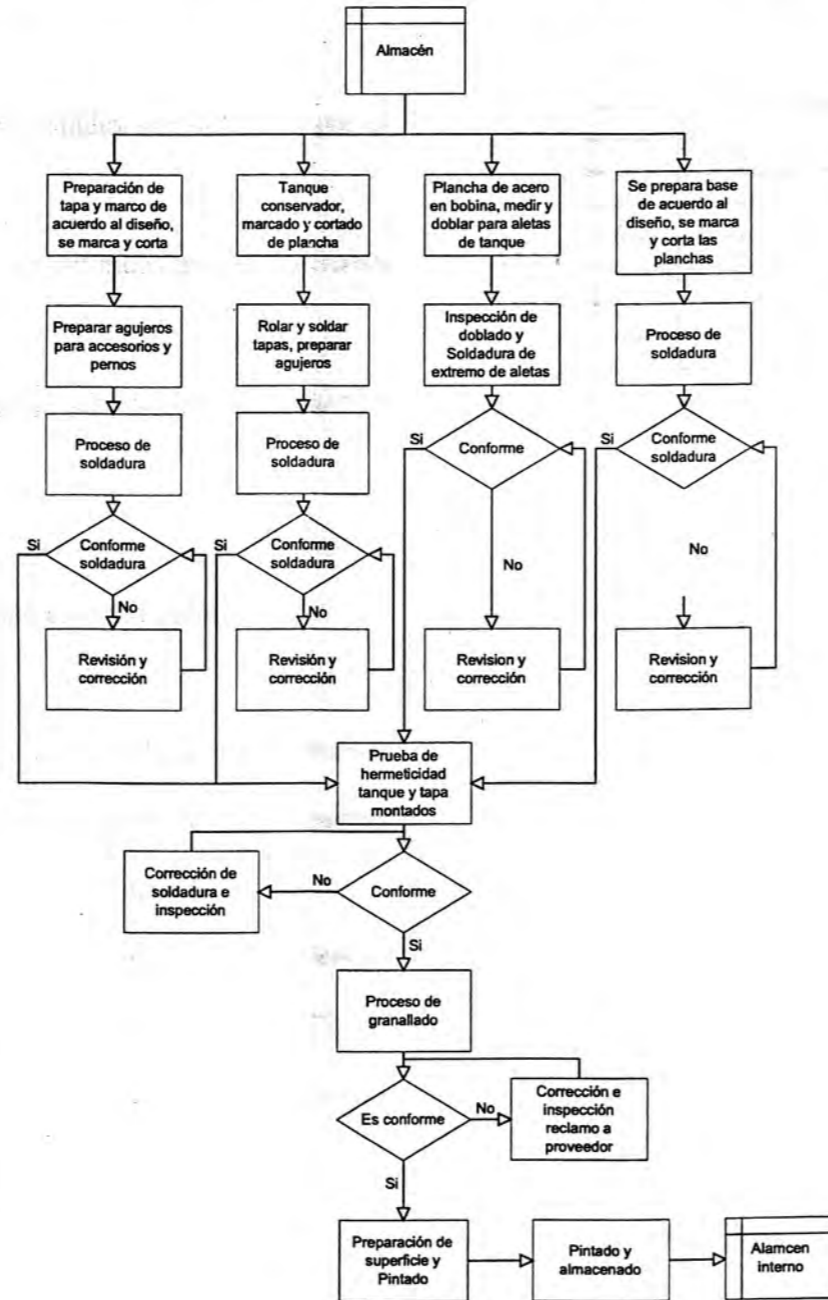 Almacén
Preparación de
tapa y marco de
acuerdo al diseño,
se marca y corta
Tanque
conservador,
marcado y cortado
de plancha
Plancha de acero
en bobina, medir y
doblar para aletas
de tanque
Se prepara base
de acuerdo al
diseño, se marca
y corta las
planchas
Preparar agujeros
para accesorios y
pernos
Rolar y soldar
tapas, preparar
agujeros
Inspección de
doblado y
Soldadura de
extremo de aletas
Proceso de
soldadura
Proceso de
soldadura
Proceso de
soldadura
Si
Conforme
Si
Conforme
soldadura
Si
Conforme
soldadura
Si
Conforme
soldadura
No
No
No
No
Revisión y
corrección
Revisión y
corrección
Revision y
corrección
Revision y
corrección
Prueba de
hermeticidad
tanque y tapa
montados
Corrección de
soldadura e
inspección
No
Conforme
Si
Proceso de
granallado
Es conforme
No
Corrección e
inspección
reclamo a
proveedor
Si
Preparación de
superficie y
Pintado
Pintado y
almacenado
Alamcen
interno